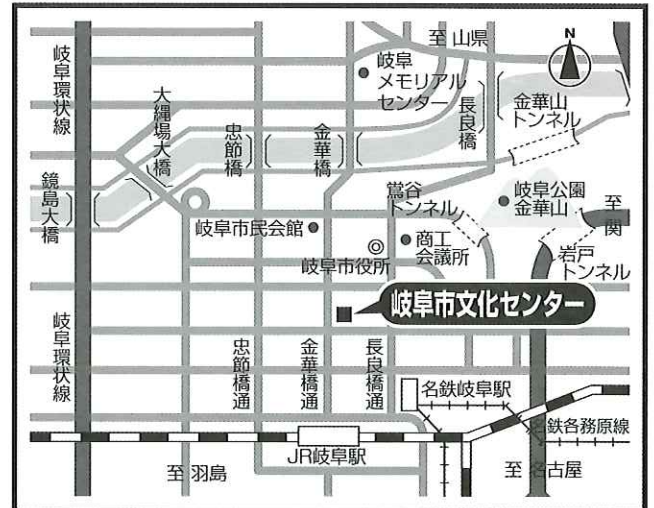 N
至 山県
岐阜
メモリアル
センター
岐阜環状線
大縄場大橋
忠節橋
金華橋
長良橋
金華山
トンネル
鏡島大橋
鶯谷
トンネル
岐阜公園
金華山
至関
岐阜市民会館
商工
会議所
岐阜市役所
岩戸
トンネル
岐阜市文化センター
岐阜環状線
忠節橋通
金華橋通
長良橋通
名鉄岐阜駅
名鉄各務原線
JR岐阜駅
至 羽島
至 名古屋